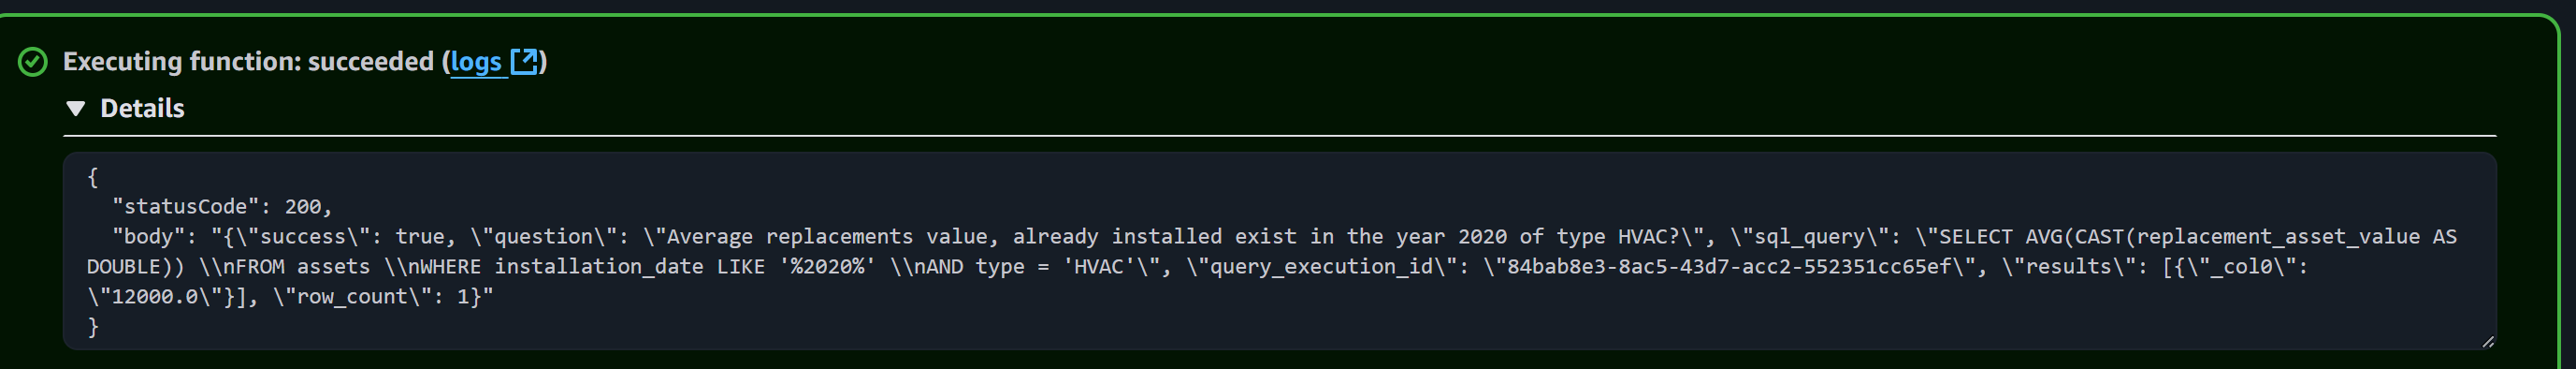 Executing function: succeeded (logs)
Details
{
  "statusCode": 200,
  "body": "{\"success\": true, \"question\": \"Average replacements value, already installed exist in the year 2020 of type HVAC?\", \"sql_query\": \"SELECT AVG(CAST(replacement_asset_value AS
DOUBLE)) \\nFROM assets \\nWHERE installation_date LIKE '%2020%' \\nAND type = 'HVAC'\", \"query_execution_id\": \"84bab8e3-8ac5-43d7-acc2-552351cc65ef\", \"results\": [{\"_col0\":
\"12000.0\"}], \"row_count\": 1}"
}